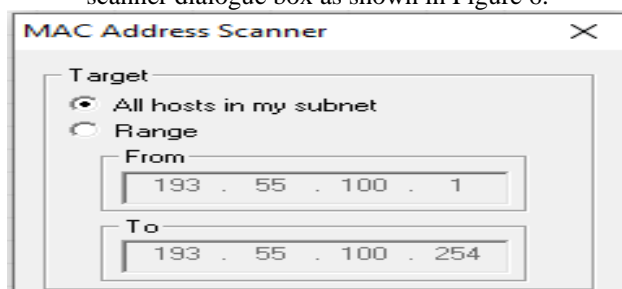 scanner dialogue box as shown in Figure 6.
MAC Address Scanner
Target
All hosts in my subnet
Range
From
193 . 55 . 100 . 1
To
193 . 55 . 100 . 254